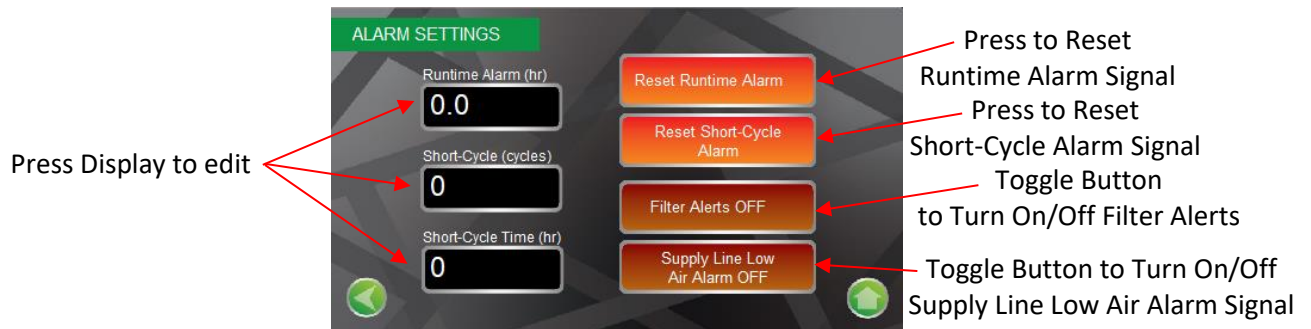 ALARM SETTINGS
Press Display to edit
Runtime Alarm (hr)
0.0
Short-Cycle (cycles)
0
Short-Cycle Time (hr)
0
Reset Runtime Alarm
Reset Short-Cycle
Alarm
Filter Alerts OFF
Supply Line Low
Air Alarm OFF
Press to Reset
Runtime Alarm Signal
Press to Reset
Short-Cycle Alarm Signal
Toggle Button
to Turn On/Off Filter Alerts
Toggle Button to Turn On/Off
Supply Line Low Air Alarm Signal